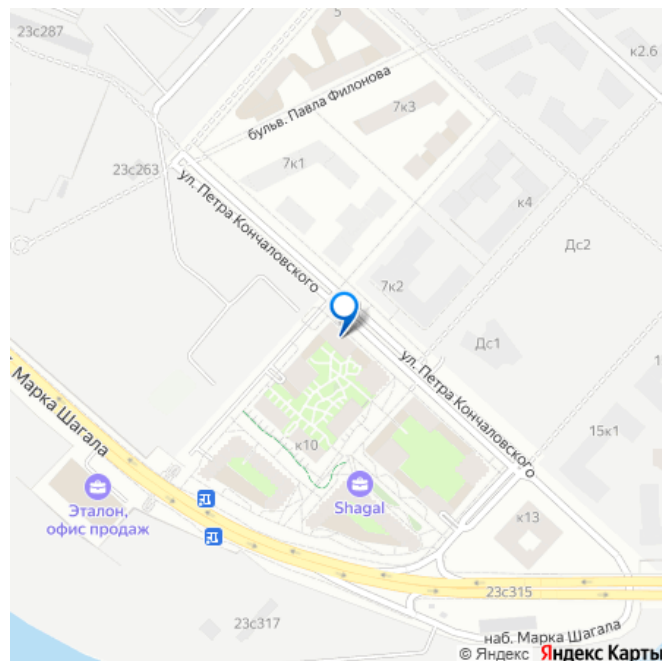 5
23с287
к2.6
бульв. Павла Филонова
7к3
23с263
7к1
ул. Петра Кончаловского
к4
Дс2
7к2
Дс1
ул. Петра Кончаловского
Марка Шагала
15к1
к10
Эталон,
офис продаж
Shagal
к13
23с315
23с317
наб. Марка Шагала
© Яндекс Яндекс Карты